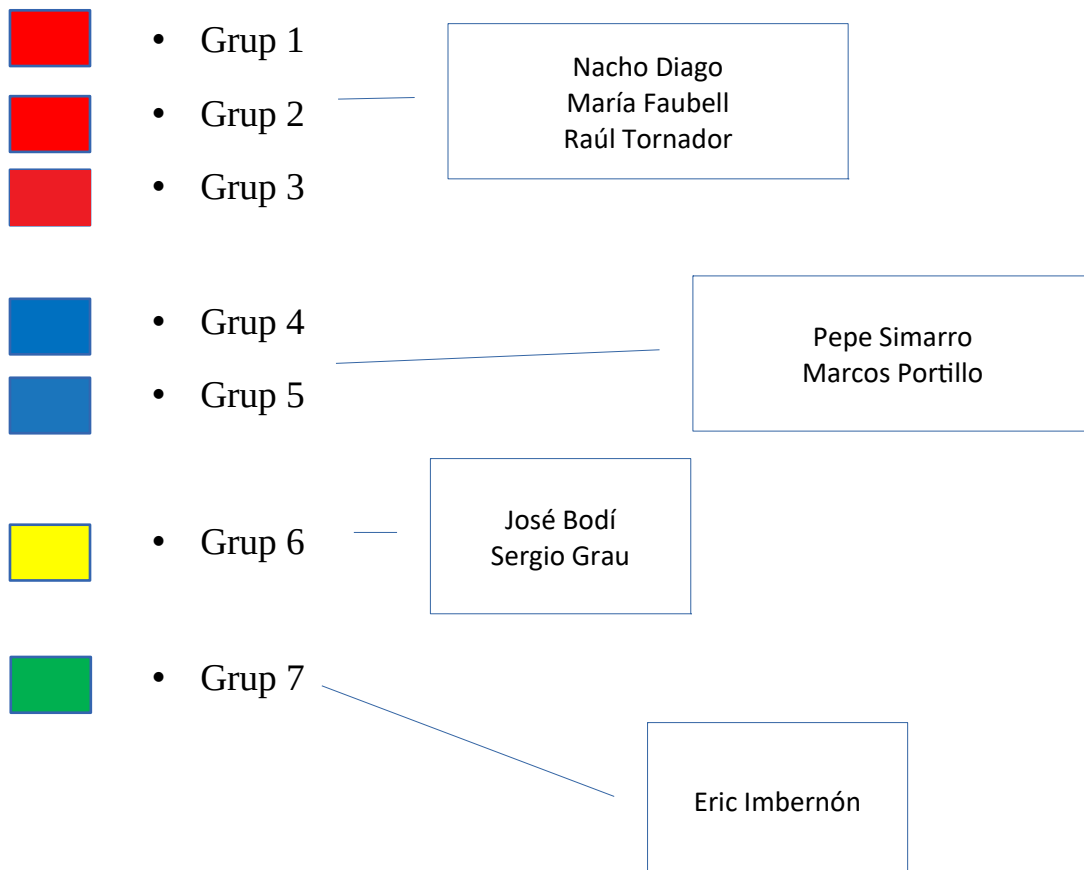 • Grup 1
• Grup 2
• Grup 3
Nacho Diago
María Faubell
Raúl Tornador
• Grup 4
• Grup 5
Pepe Simarro
Marcos Portillo
• Grup 6
José Bodí
Sergio Grau
• Grup 7
Eric Imbernón